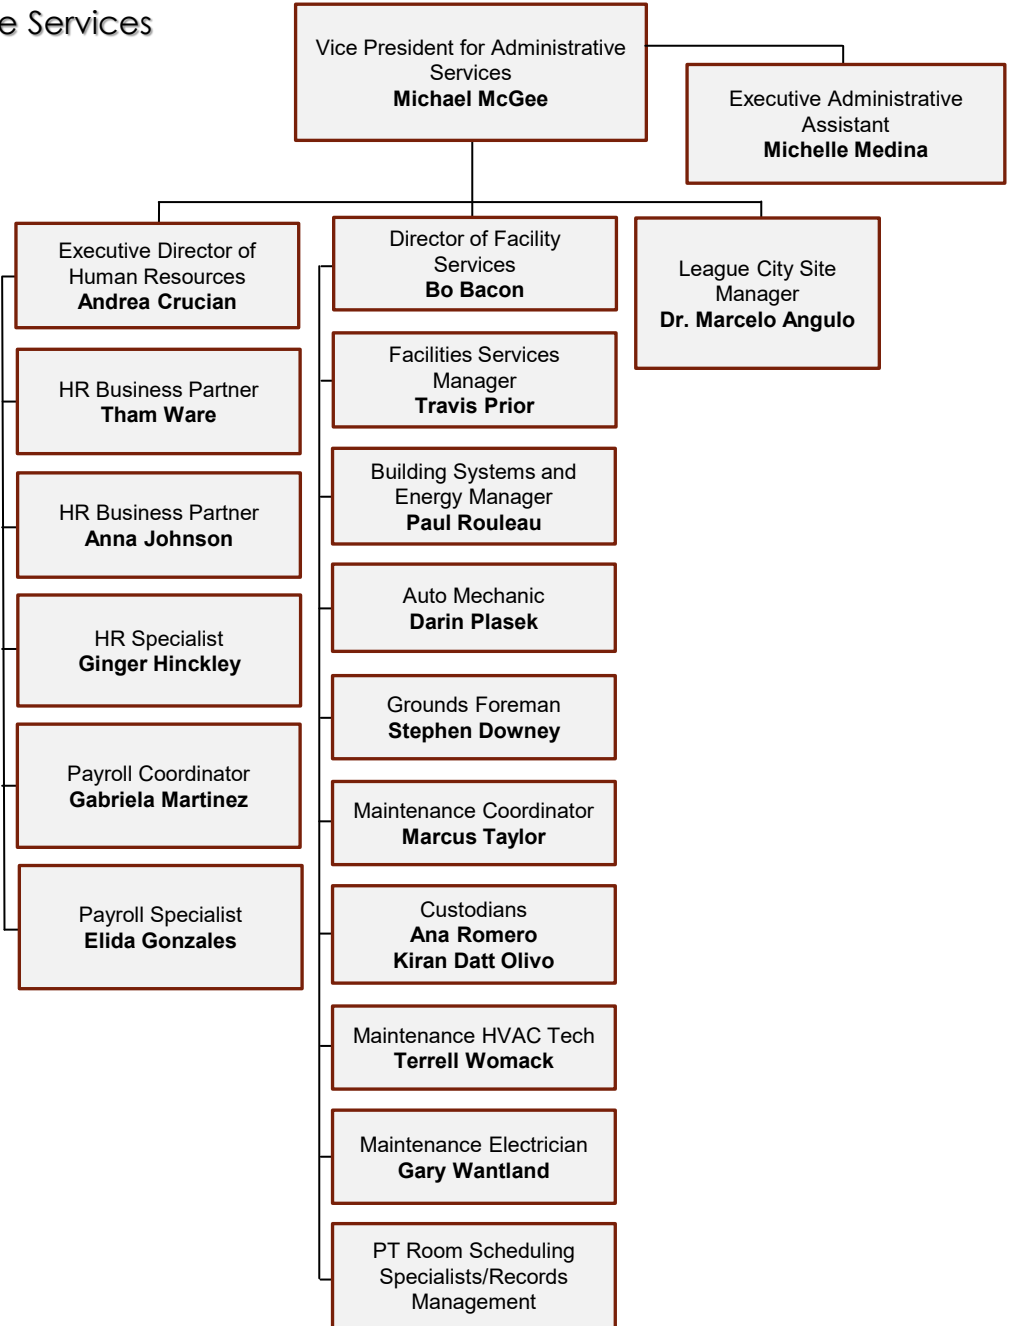 e Services
Vice President for Administrative
Services
Michael McGee
Executive Administrative
Assistant
Michelle Medina
Executive Director of
Human Resources
Andrea Crucian
HR Business Partner
Tham Ware
HR Business Partner
Anna Johnson
HR Specialist
Ginger Hinckley
Payroll Coordinator
Gabriela Martinez
Payroll Specialist
Elida Gonzales
Director of Facility
Services
Bo Bacon
Facilities Services
Manager
Travis Prior
Building Systems and
Energy Manager
Paul Rouleau
Auto Mechanic
Darin Plasek
Grounds Foreman
Stephen Downey
Maintenance Coordinator
Marcus Taylor
Custodians
Ana Romero
Kiran Datt Olivo
Maintenance HVAC Tech
Terrell Womack
Maintenance Electrician
Gary Wantland
PT Room Scheduling
Specialists/Records
Management
League City Site
Manager
Dr. Marcelo Angulo